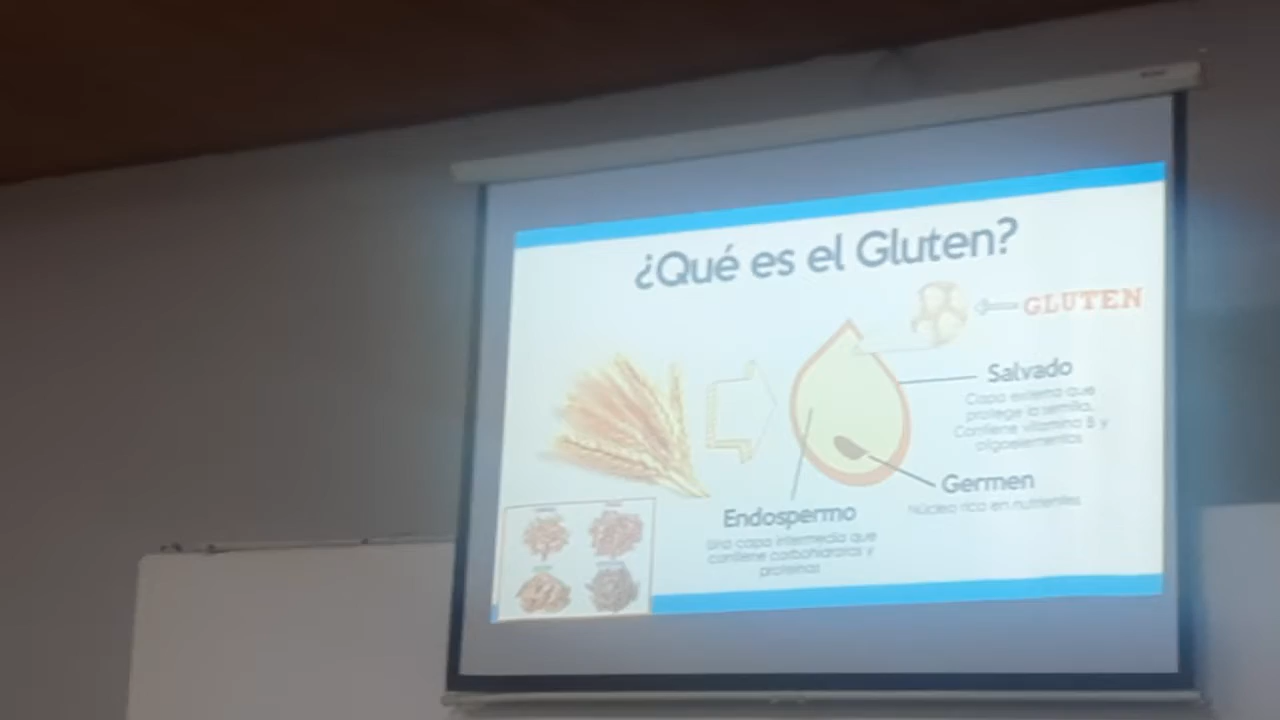 ¿Qué es el Gluten?
GLUTEN
Salvado
Capa externa que
protege la semilla.
Contiene vitamina B y
oligoelementos
Germen
Núcleo rico en nutrientes
Endospermo
Una capa intermedia que
contiene carbohidratos y
proteínas